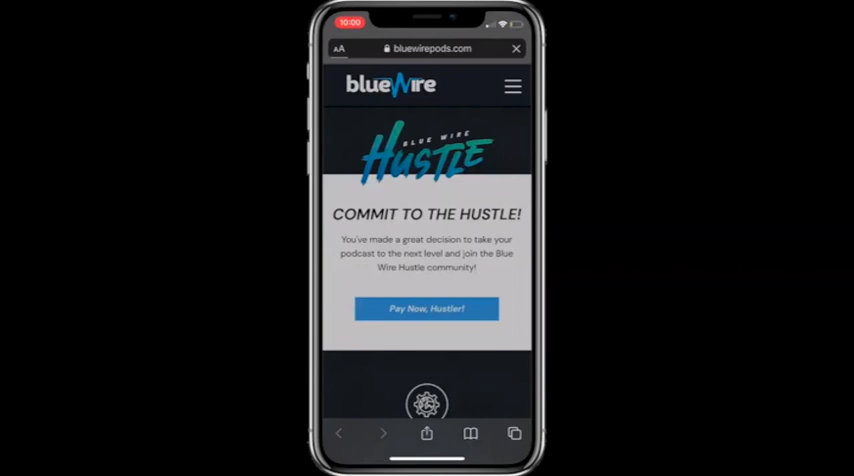 10:00
AA
bluewirepods.com
bluewire
BLUE WIRE
HUSTLE
COMMIT TO THE HUSTLE!
You've made a great decision to take your
podcast to the next level and join the Blue
Wire Hustle community!
Pay Now, Hustler!